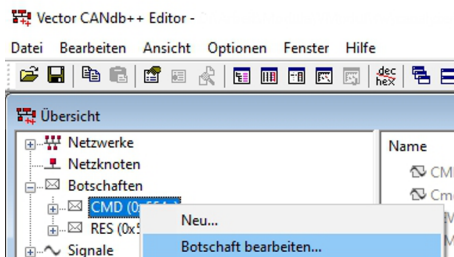 Vector CANdb++ Editor -
Datei Bearbeiten Ansicht Optionen Fenster Hilfe
dec
hex
Übersicht
Netzwerke
Name
Netzknoten
Botschaften
CMD
RES (0x5
Neu...
Signale
Botschaft bearbeiten...